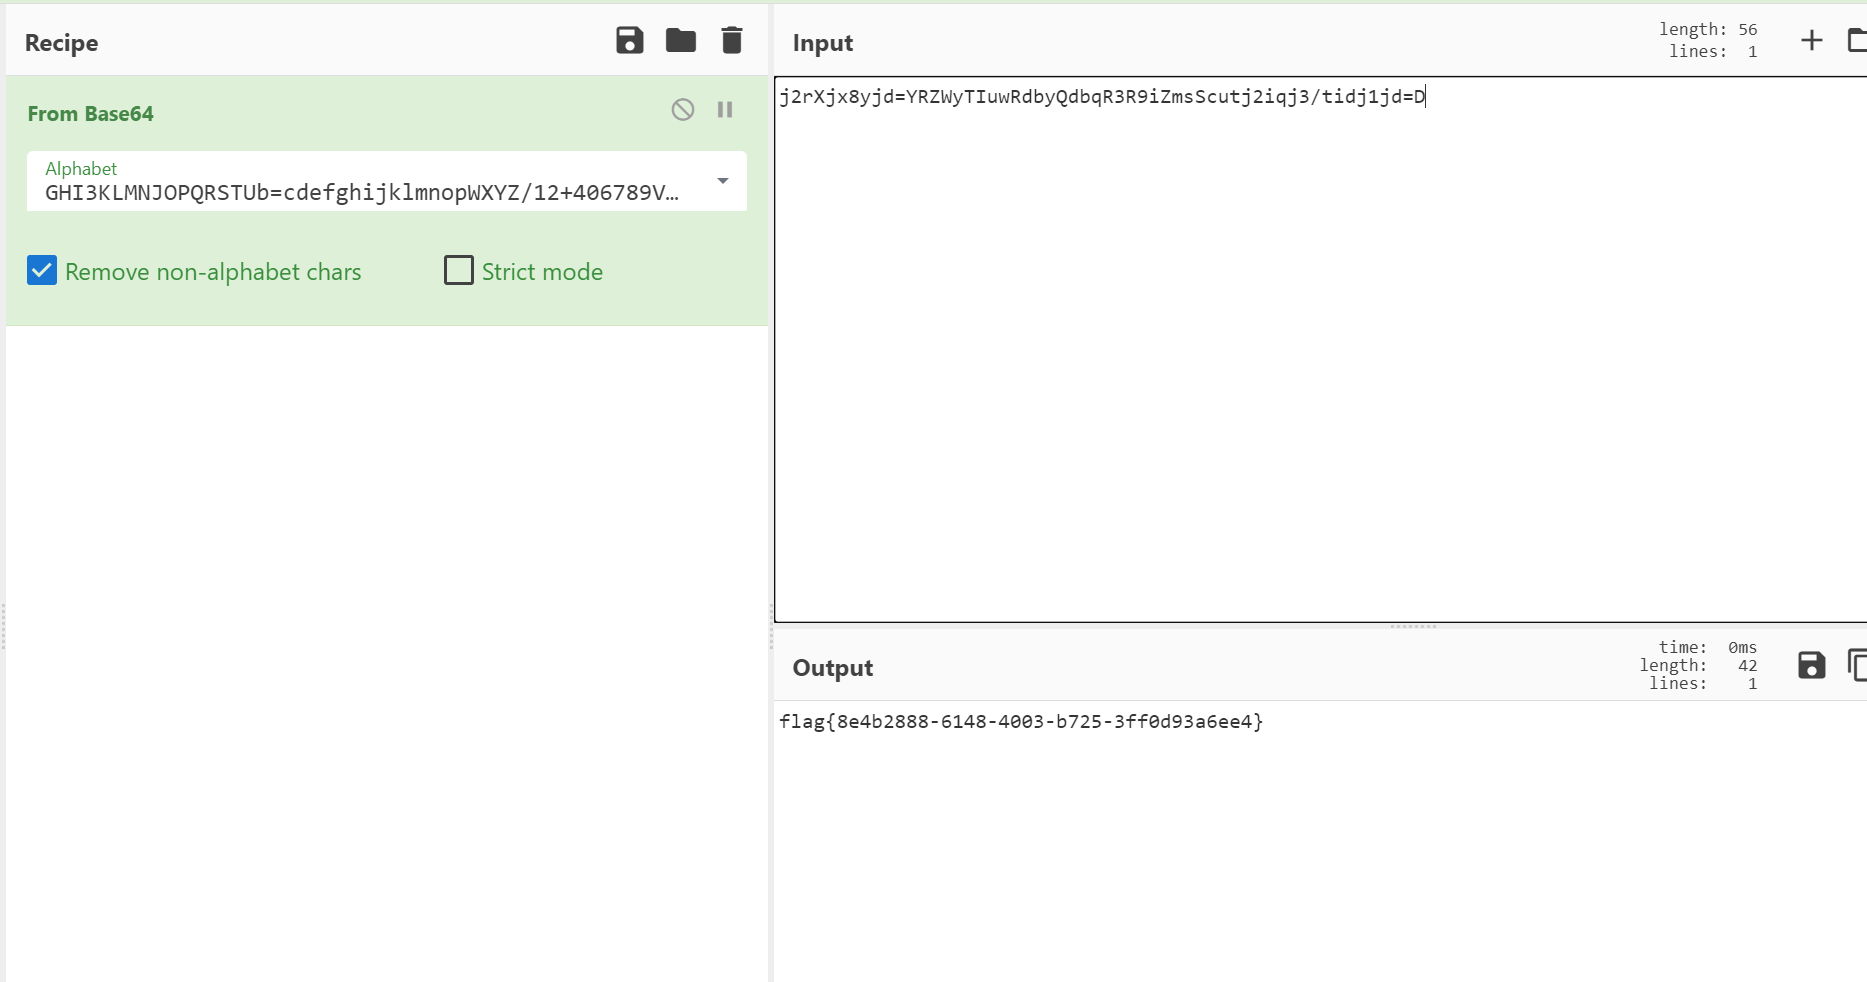 Recipe
From Base64
Alphabet
GHI3KLMNJOPQRSTUb=cdefghijklmnopWXYZ/12+406789V…
Remove non-alphabet chars
Strict mode
Input
length: 56
lines: 1
j2rXjx8yjd=YRZWyTIuwRdbyQdbqR3R9iZmsScutj2iqj3/tidj1jd=D
Output
time: 0ms
length: 42
lines: 1
flag{8e4b2888-6148-4003-b725-3ff0d93a6ee4}